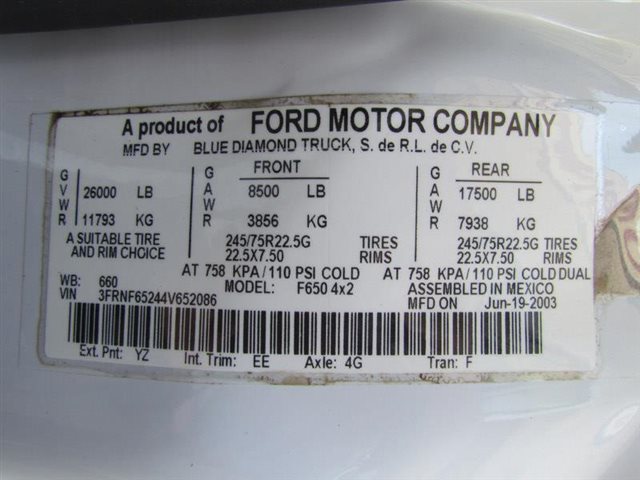 A product of FORD MOTOR COMPANY
MFD BY BLUE DIAMOND TRUCK, S. de R.L. de C.V.
FRONT REAR
GVWR 26000 LB GAWR 8500 LB GAWR 17500 LB
11793 KG 3856 KG 7938 KG
A SUITABLE TIRE 245/75R22.5G TIRES 245/75R22.5G TIRES
AND RIM CHOICE 22.5X7.50 RIMS 22.5X7.50 RIMS
AT 758 KPA/110 PSI COLD AT 758 KPA/110 PSI COLD DUAL
WB: 660 MODEL: F650 4x2 ASSEMBLED IN MEXICO
VIN 3FRNF65244V652086 MFD ON Jun-19-2003
Ext. Pnt: YZ Int. Trim: EE Axle: 4G Tran: F